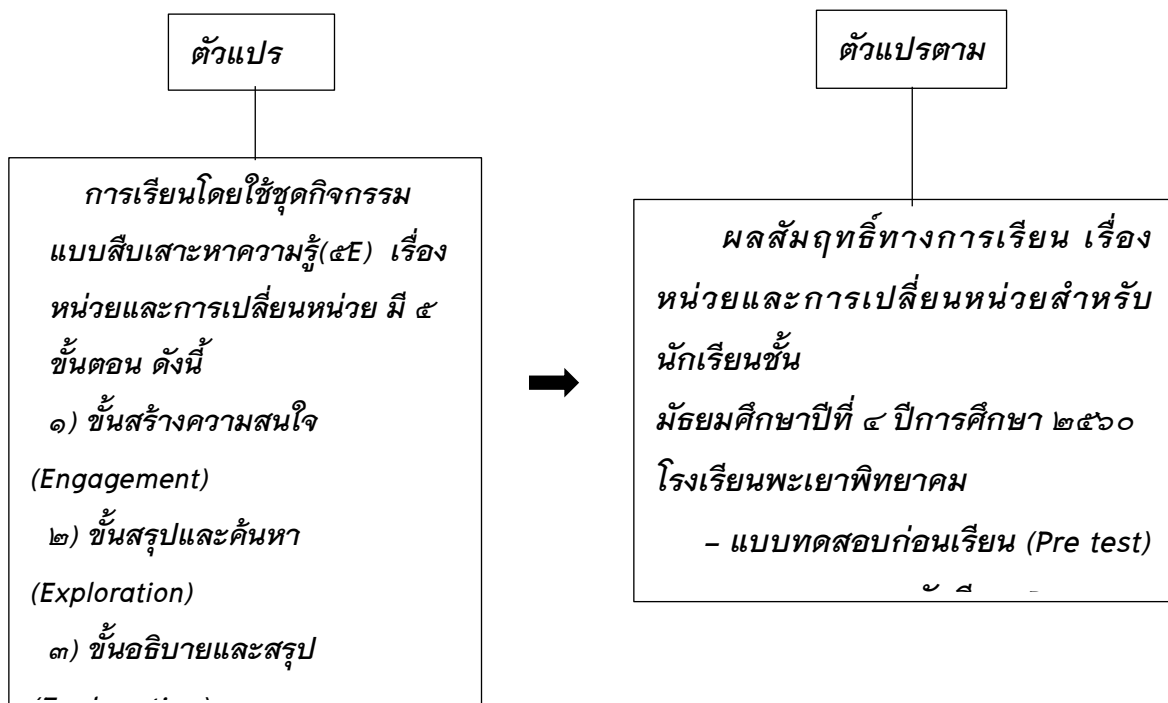 ตัวแปร
การเรียนโดยใช้ชุดกิจกรรม
แบบสืบเสาะหาความรู้(๕E) เรื่อง
หน่วยและการเปลี่ยนหน่วย มี ๕
ขั้นตอน ดังนี้
๑) ขั้นสร้างความสนใจ
(Engagement)
๒) ขั้นสรุปและค้นหา
(Exploration)
๓) ขั้นอธิบายและสรุป
ตัวแปรตาม
ผลสัมฤทธิ์ทางการเรียน เรื่อง
หน่วยและการเปลี่ยนหน่วยสำหรับ
นักเรียนชั้น
มัธยมศึกษาปีที่ ๔ ปีการศึกษา ๒๕๖๐
โรงเรียนพะเยาพิทยาคม
– แบบทดสอบก่อนเรียน (Pre test)